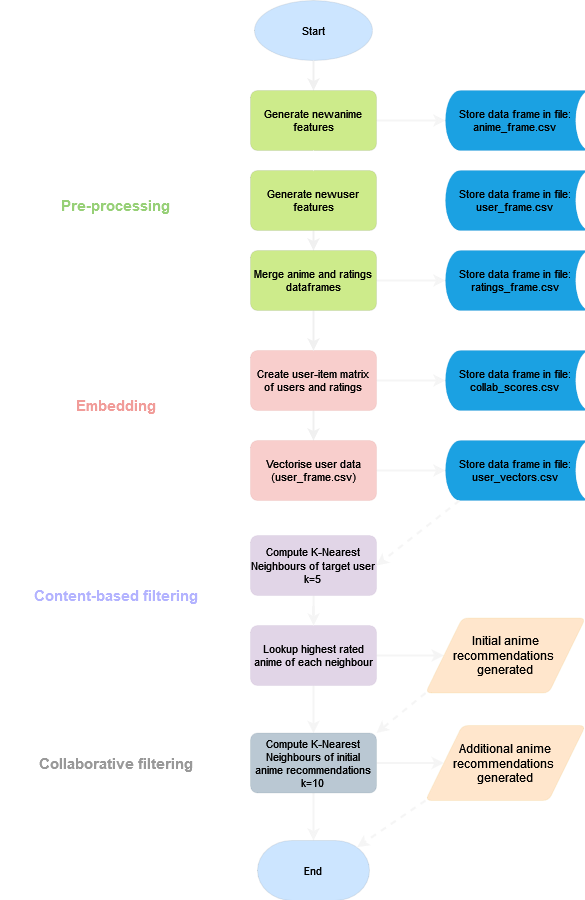 Start
Generate new anime
features
Store data frame in file:
anime_frame.csv
Pre-processing
Generate new user
features
Store data frame in file:
user_frame.csv
Merge anime and ratings
dataframes
Store data frame in file:
ratings_frame.csv
Embedding
Create user-item matrix
of users and ratings
Store data frame in file:
collab_scores.csv
Vectorise user data
(user_frame.csv)
Store data frame in file:
user_vectors.csv
Content-based filtering
Compute K-Nearest
Neighbours of target user
k=5
Lookup highest rated
anime of each neighbour
Initial anime
recommendations
generated
Collaborative filtering
Compute K-Nearest
Neighbours of initial
anime recommendations
k=10
Additional anime
recommendations
generated
End